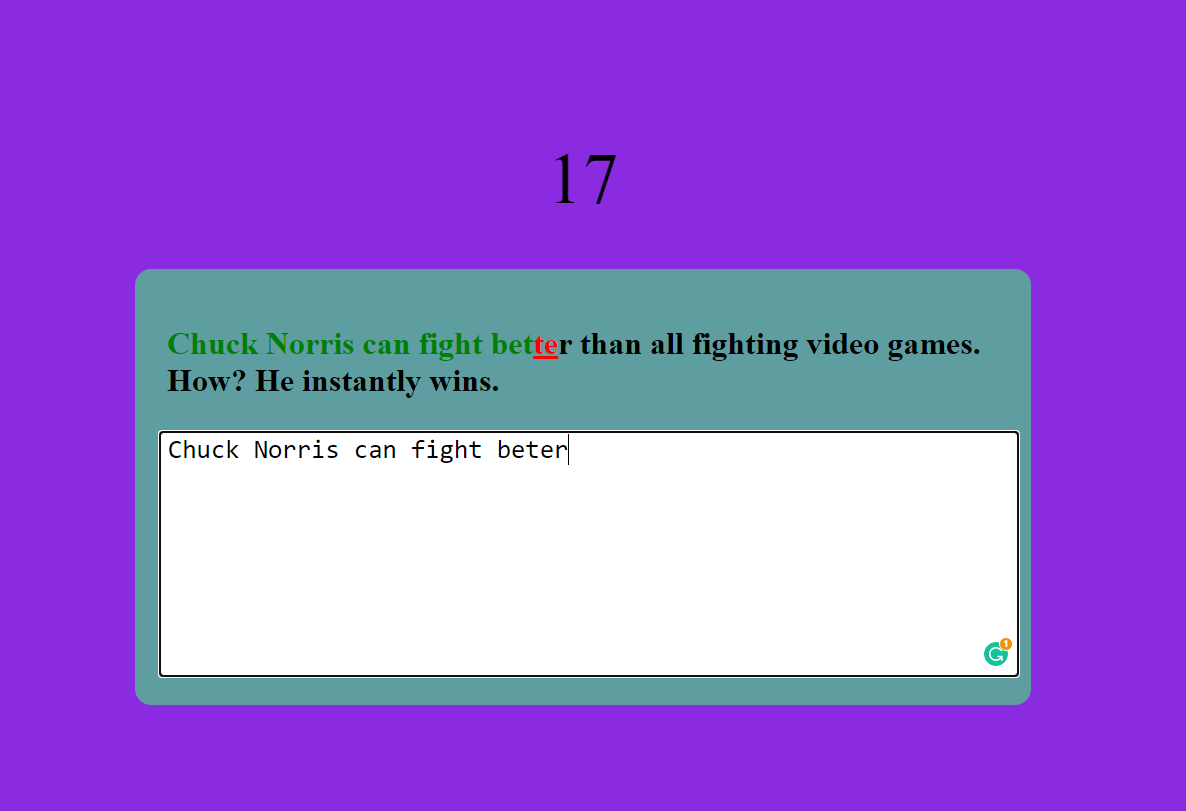 17
Chuck Norris can fight better than all fighting video games.
How? He instantly wins.
Chuck Norris can fight beter
1